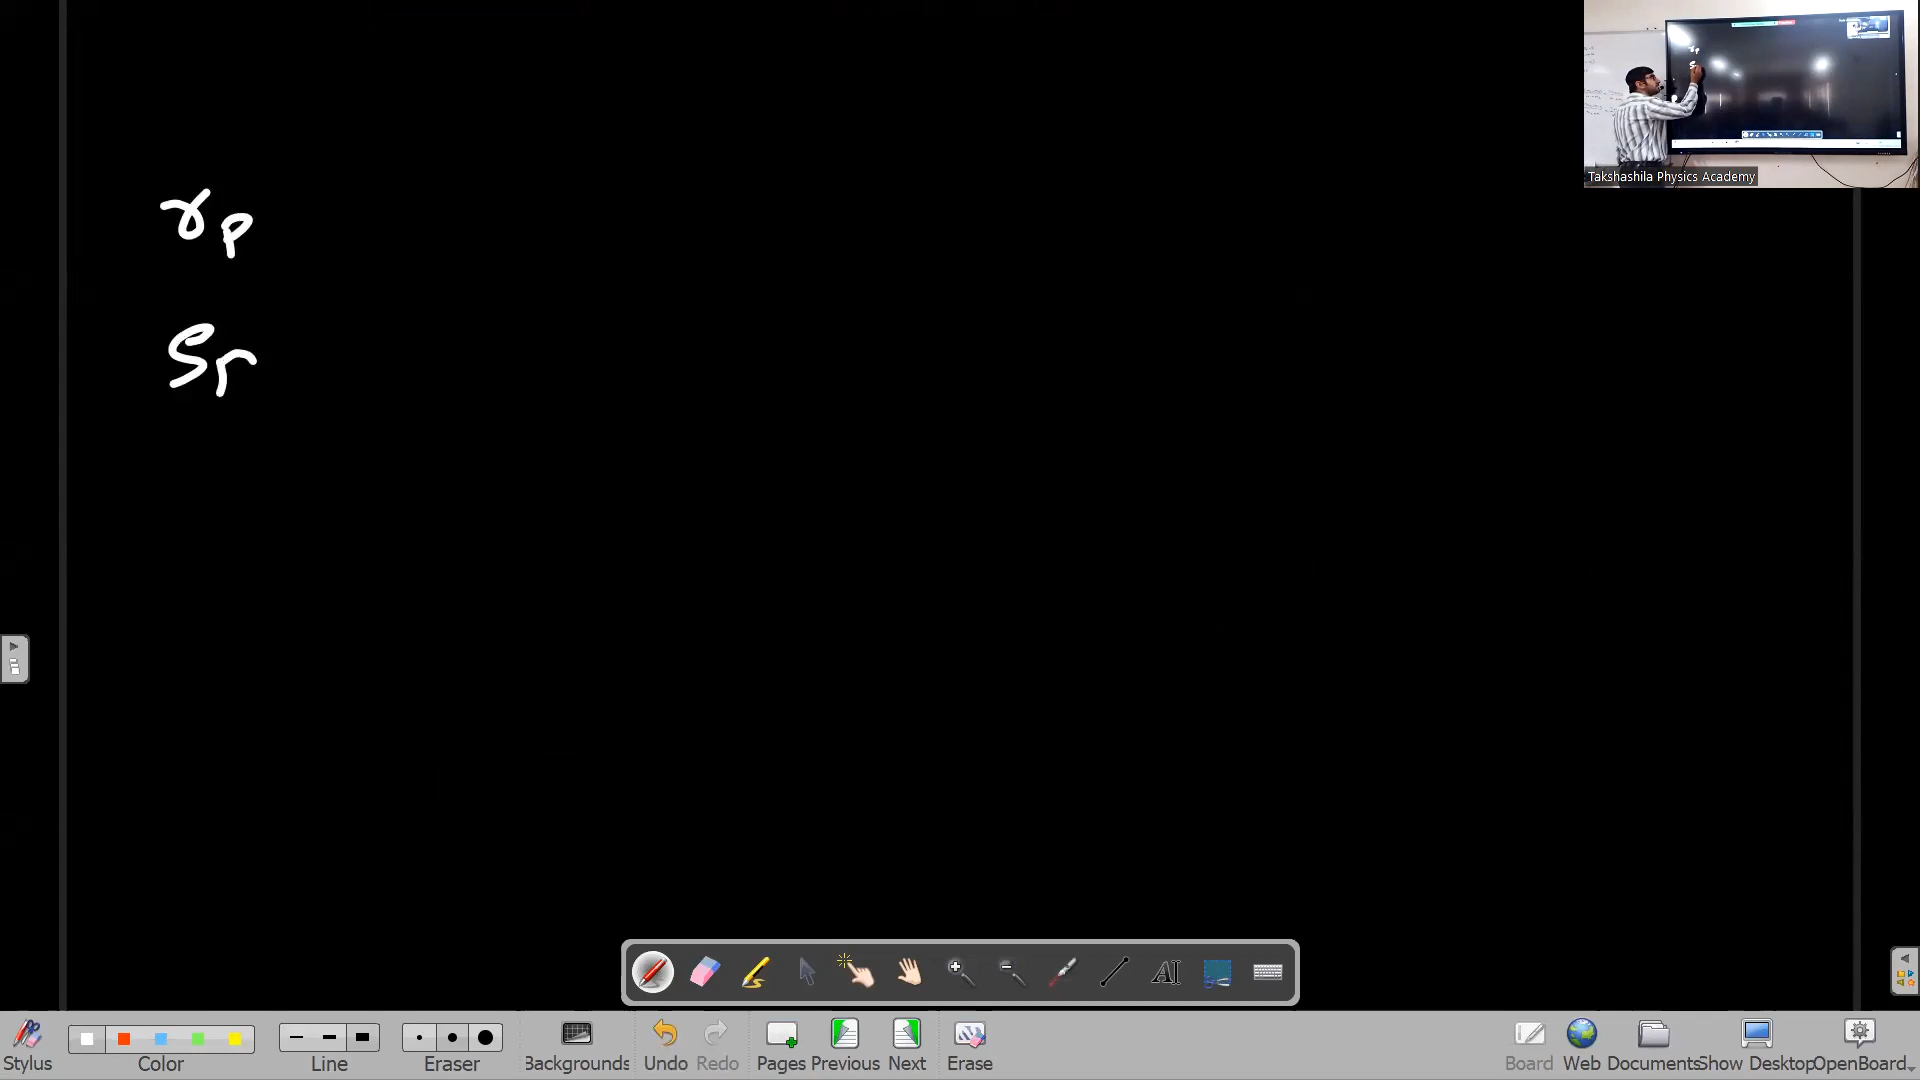 Takshashila Physics Academy
γp
Sr
Stylus
Color
Line
Eraser
Backgrounds
Undo
Redo
Pages
Previous
Next
Erase
Board
Web
Documents
Show Desktop
OpenBoard
AI